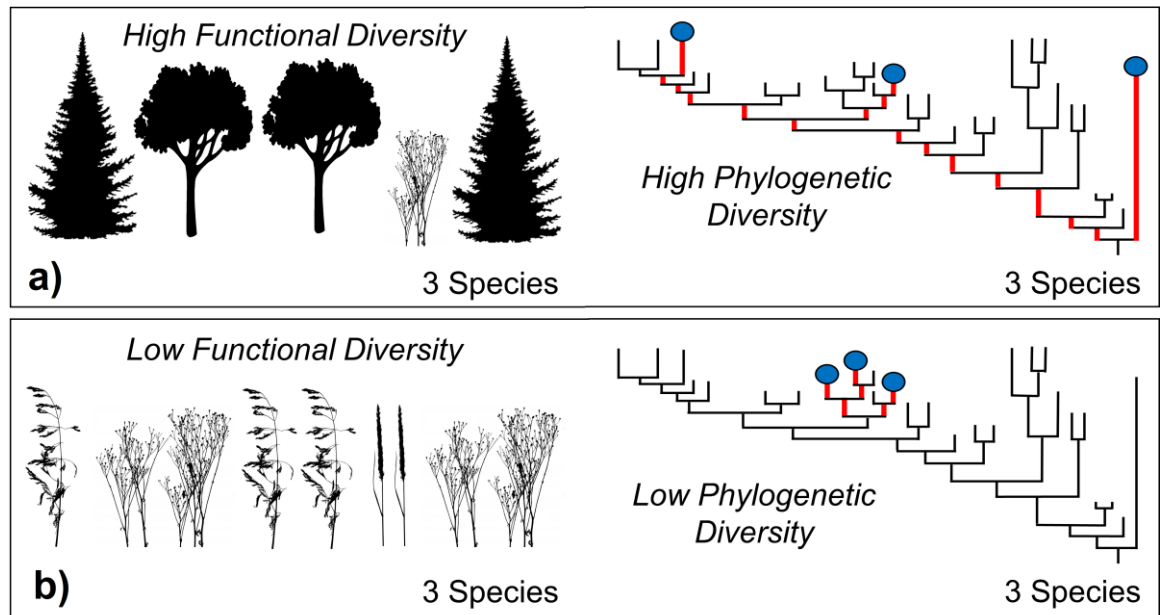 High Functional Diversity
High Phylogenetic
Diversity
a)
3 Species
3 Species
Low Functional Diversity
Low Phylogenetic
Diversity
b)
3 Species
3 Species